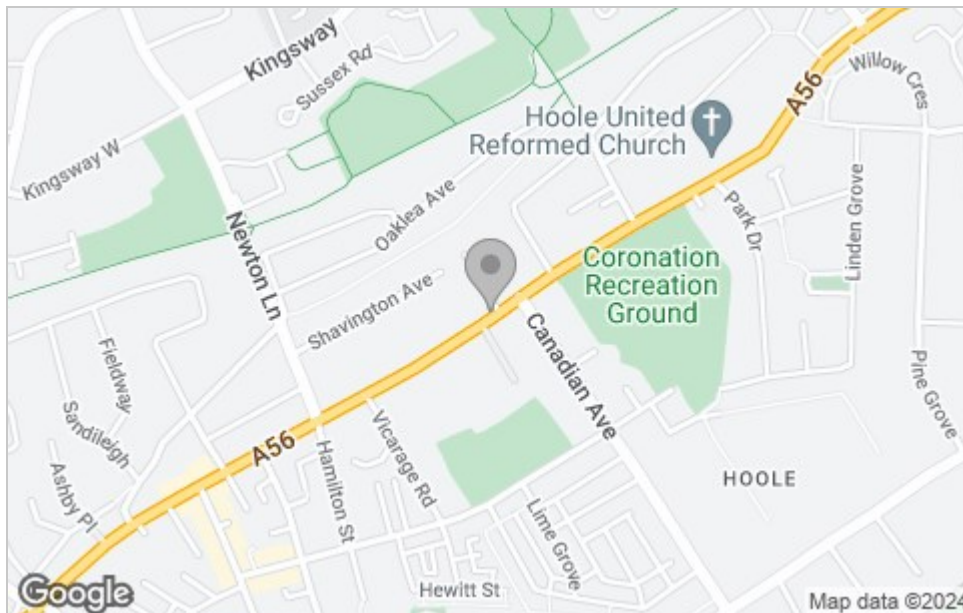 Kingsway
Sussex Rd
A56
Willow Cres
Hoole United
Reformed Church
Kingsway W
Oaklea Ave
Park Dr
Linden Grove
Newton Ln
Coronation
Recreation
Ground
Shavington Ave
Canadian Ave
Fieldway
Sandileigh
Pine Grove
A56
Vicarage Rd
Hamilton St
Ashby Pl
HOOLE
Lime Grove
Hewitt St
Google
Map data ©2024